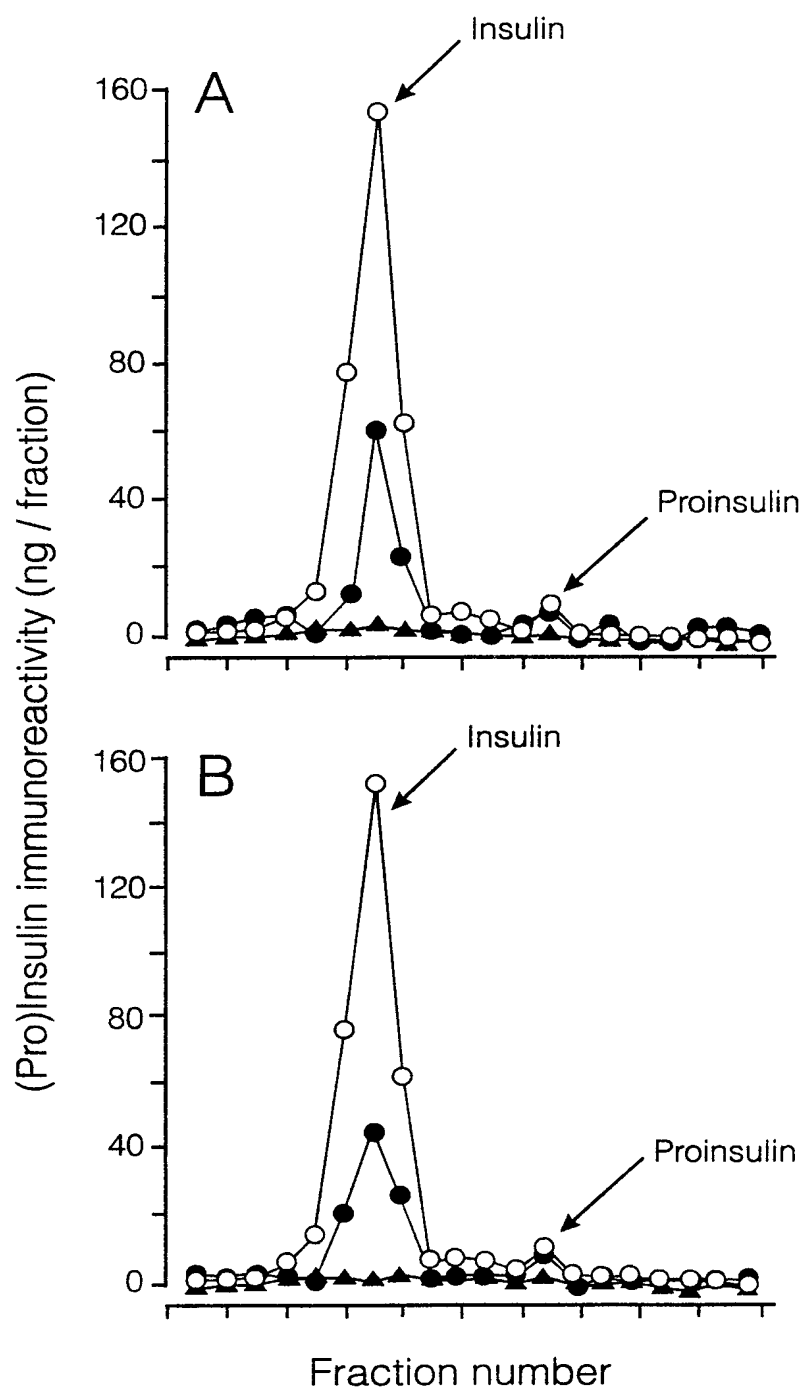 Insulin
A
160
120
80
40
0
Proinsulin
(Pro)Insulin immunoreactivity (ng / fraction)
Insulin
B
160
120
80
40
0
Proinsulin
Fraction number